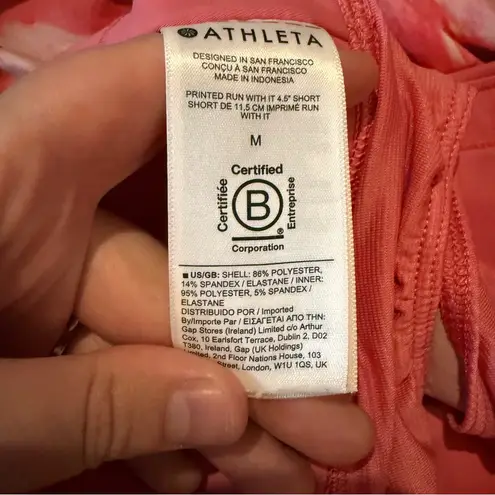 ATHLETA
DESIGNED IN SAN FRANCISCO
CONÇU À SAN FRANCISCO
MADE IN INDONESIA
PRINTED RUN WITH IT 4.5" SHORT
SHORT DE 11,5 CM IMPRIMÉ RUN
WITH IT
M
Certified
Certifiée
B
Entreprise
®
Corporation
■ US/GB: SHELL: 86% POLYESTER,
14% SPANDEX / ELASTANE / INNER:
95% POLYESTER, 5% SPANDEX /
ELASTANE
DISTRIBUIDO POR / Imported
By/Importe Par / ΕΙΣΑΓΕΤΑΙ ΑΠΟ ΤΗΝ:
Gap Stores (Ireland) Limited c/o Arthur
Cox, 10 Earlsfort Terrace, Dublin 2, D02
T380, Ireland, Gap (UK Holdings)
Limited, 2nd Floor Nations House, 103
Street, London, W1U 1QS, UK